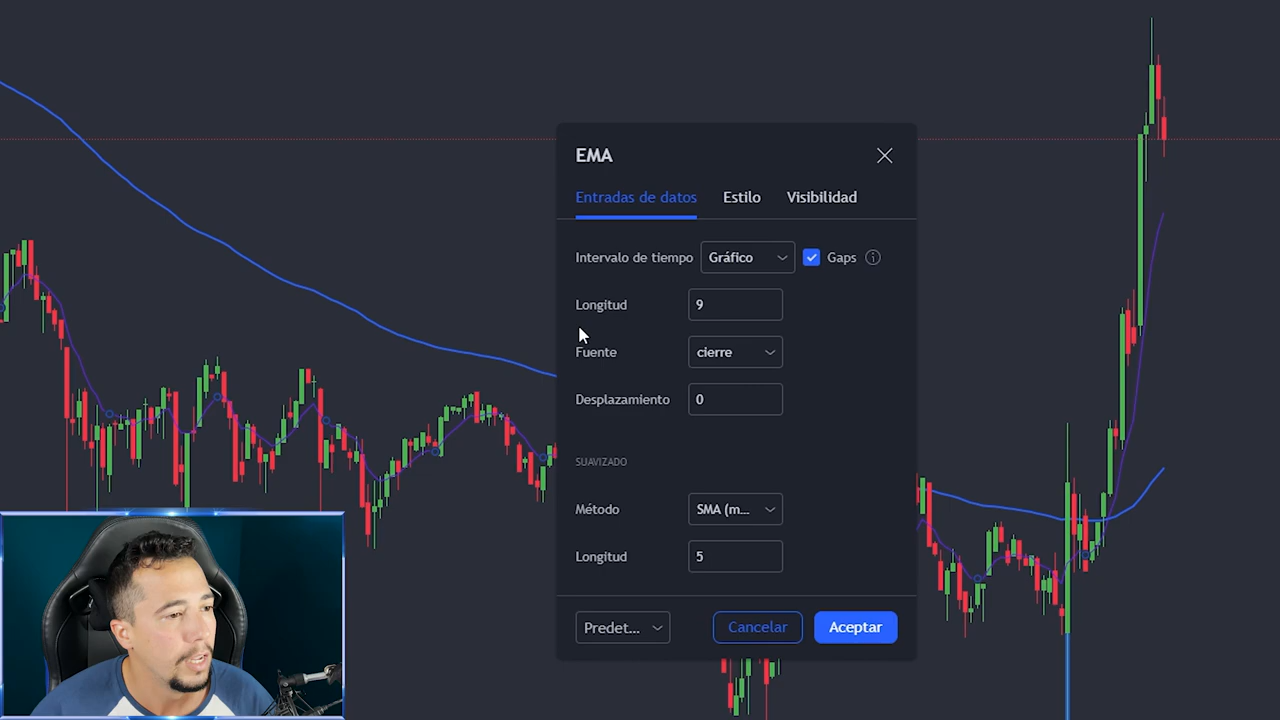 EMA
Entradas de datos Estilo Visibilidad
Intervalo de tiempo Gráfico Gaps
Longitud 9
Fuente cierre
Desplazamiento 0
SUAVIZADO
Método SMA (m...
Longitud 5
Predet... Cancelar Aceptar